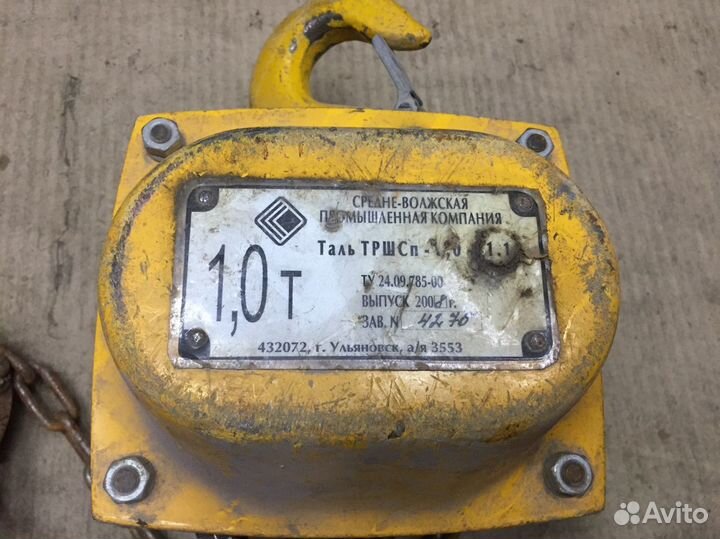 СРЕДНЕ-ВОЛЖСКАЯ
ПРОМЫШЛЕННАЯ КОМПАНИЯ
Таль ТРШСп -
1,0 т
ТУ 24.09.785-00
ВЫПУСК
ЗАВ. N 4270
432072, г. Ульяновск, а/я 3553
Avito